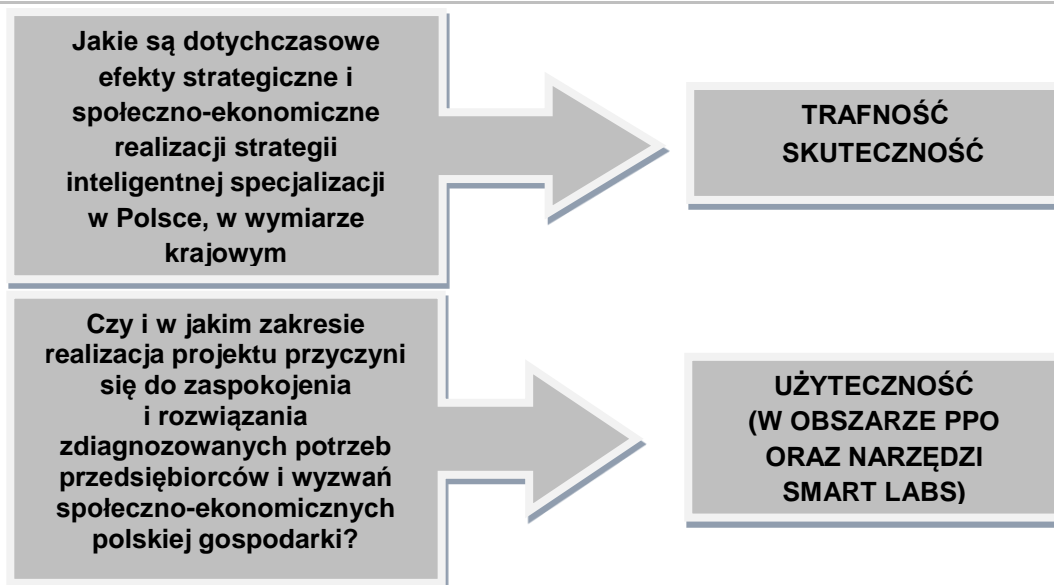 Jakie są dotychczasowe
efekty strategiczne i
społeczno-ekonomiczne
realizacji strategii
inteligentnej specjalizacji
w Polsce, w wymiarze
krajowym
TRAFNOŚĆ
SKUTECZNOŚĆ
Czy i w jakim zakresie
realizacja projektu przyczyni
się do zaspokojenia
i rozwiązania
zdiagnozowanych potrzeb
przedsiębiorców i wyzwań
społeczno-ekonomicznych
polskiej gospodarki?
UŻYTECZNOŚĆ
(W OBSZARZE PPO
ORAZ NARZĘDZI
SMART LABS)